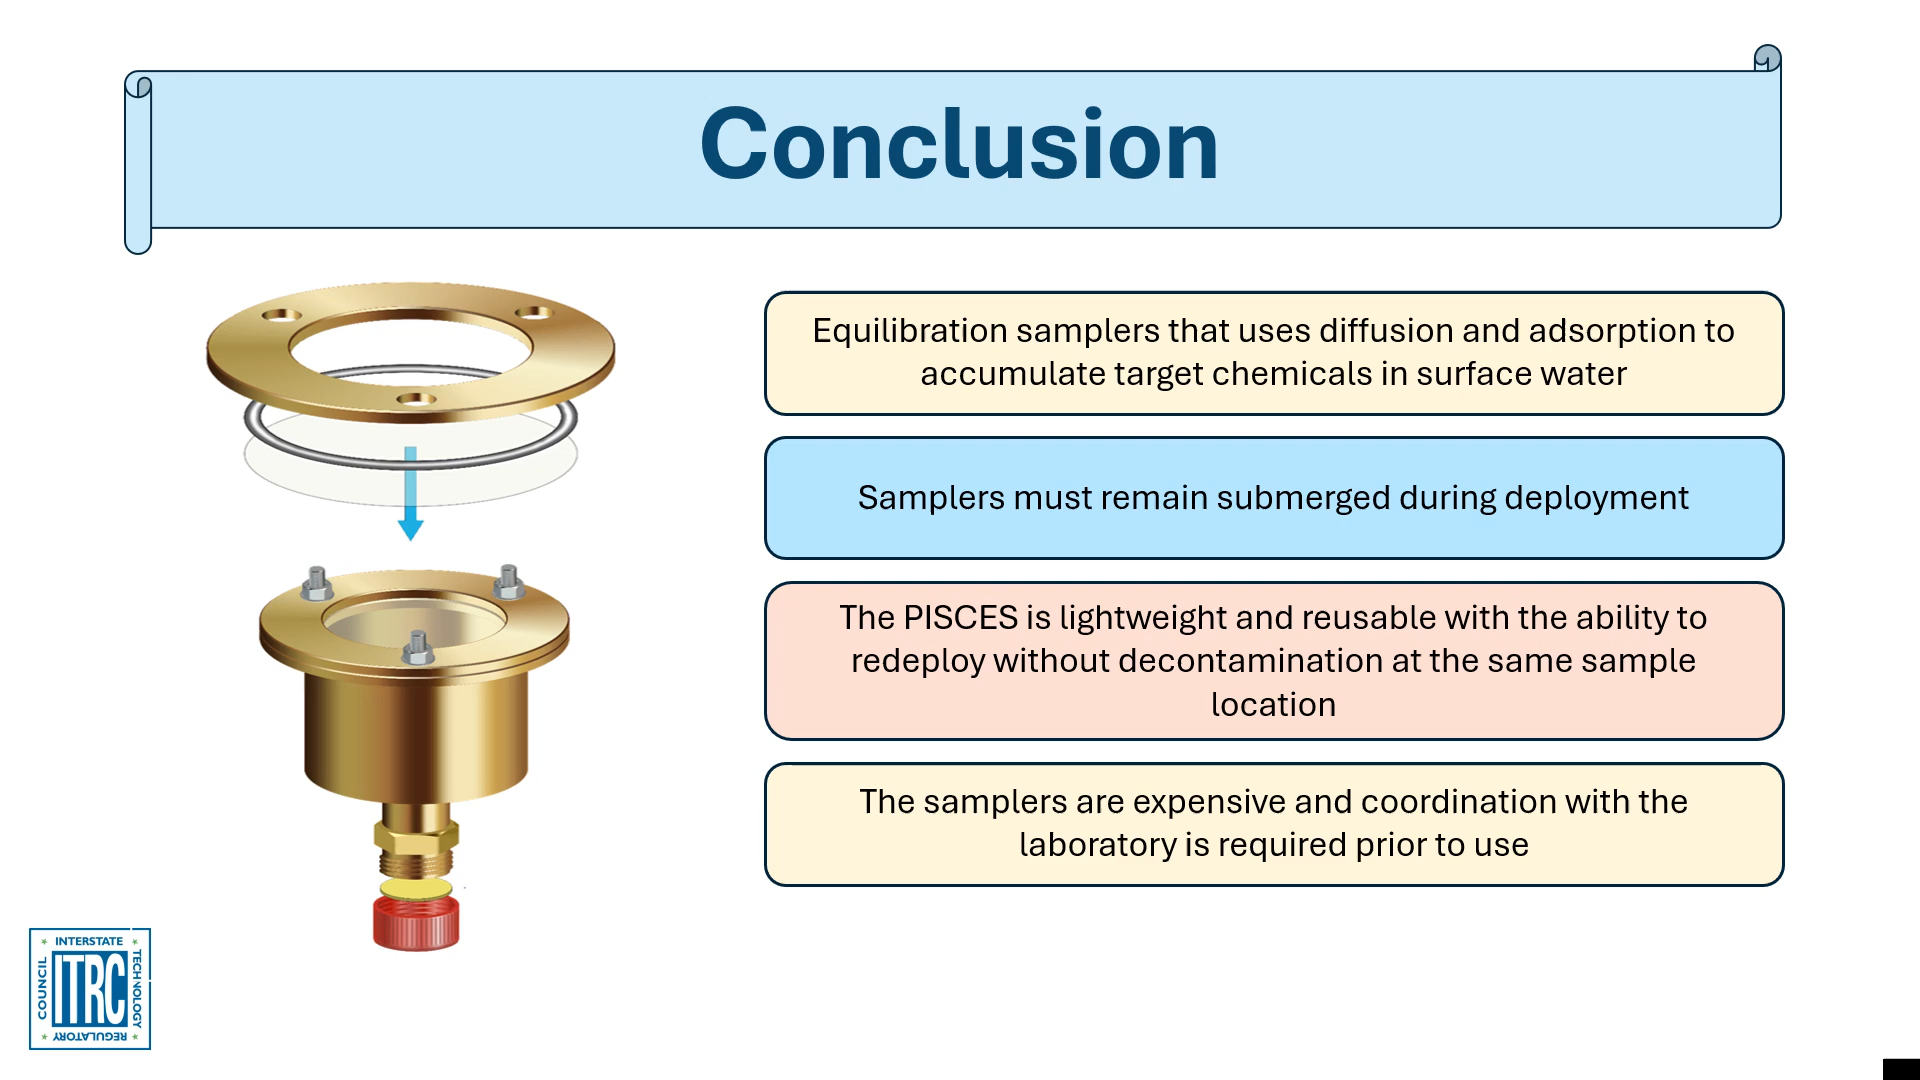 Conclusion
Equilibration samplers that uses diffusion and adsorption to
accumulate target chemicals in surface water
Samplers must remain submerged during deployment
The PISCES is lightweight and reusable with the ability to
redeploy without decontamination at the same sample
location
The samplers are expensive and coordination with the
laboratory is required prior to use
INTERSTATE
TECHNOLOGY
REGULATORY
COUNCIL
ITRC